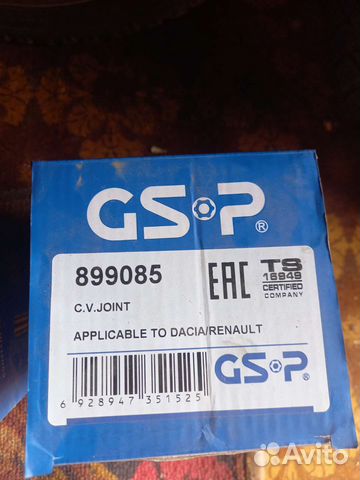 GSP®
899085
EAC
TS
16949
CERTIFIED
COMPANY
C.V.JOINT
APPLICABLE TO DACIA/RENAULT
6 928947 351525
GSP®
Avito